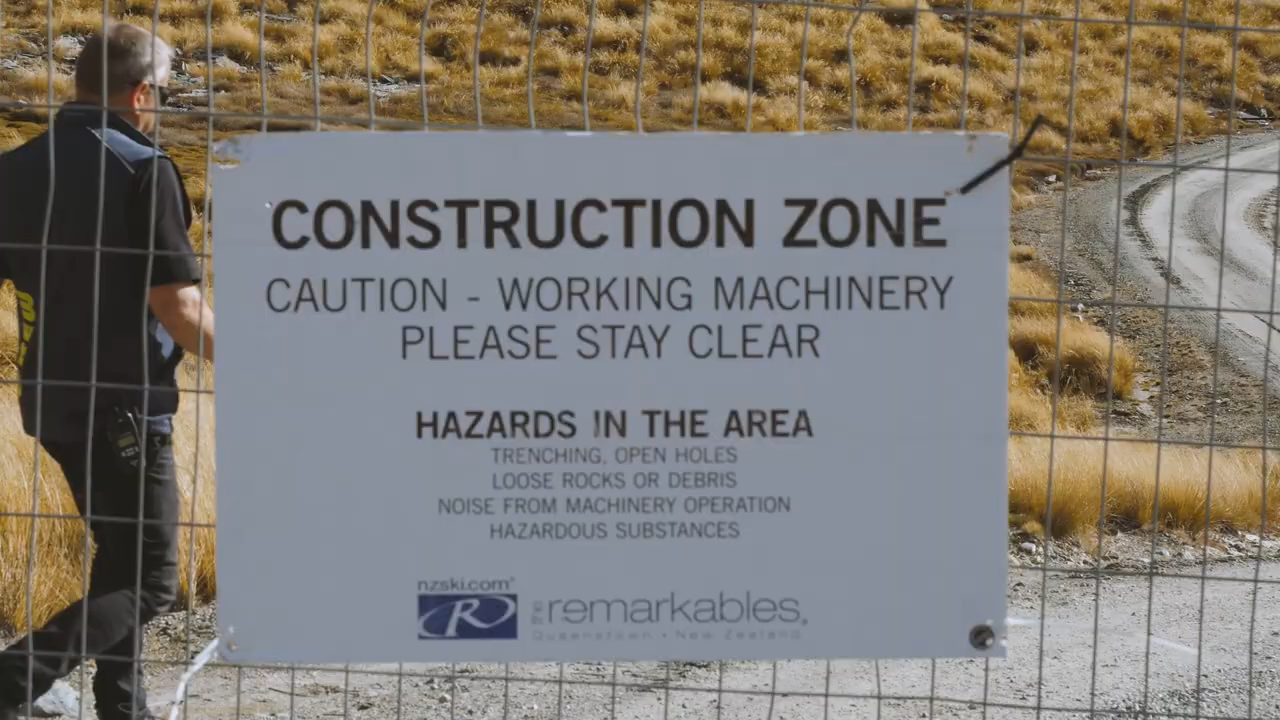 CONSTRUCTION ZONE
CAUTION - WORKING MACHINERY
PLEASE STAY CLEAR
HAZARDS IN THE AREA
TRENCHING, OPEN HOLES
LOOSE ROCKS OR DEBRIS
NOISE FROM MACHINERY OPERATION
HAZARDOUS SUBSTANCES
nzski.com
R
the remarkables
Queenstown • New Zealand